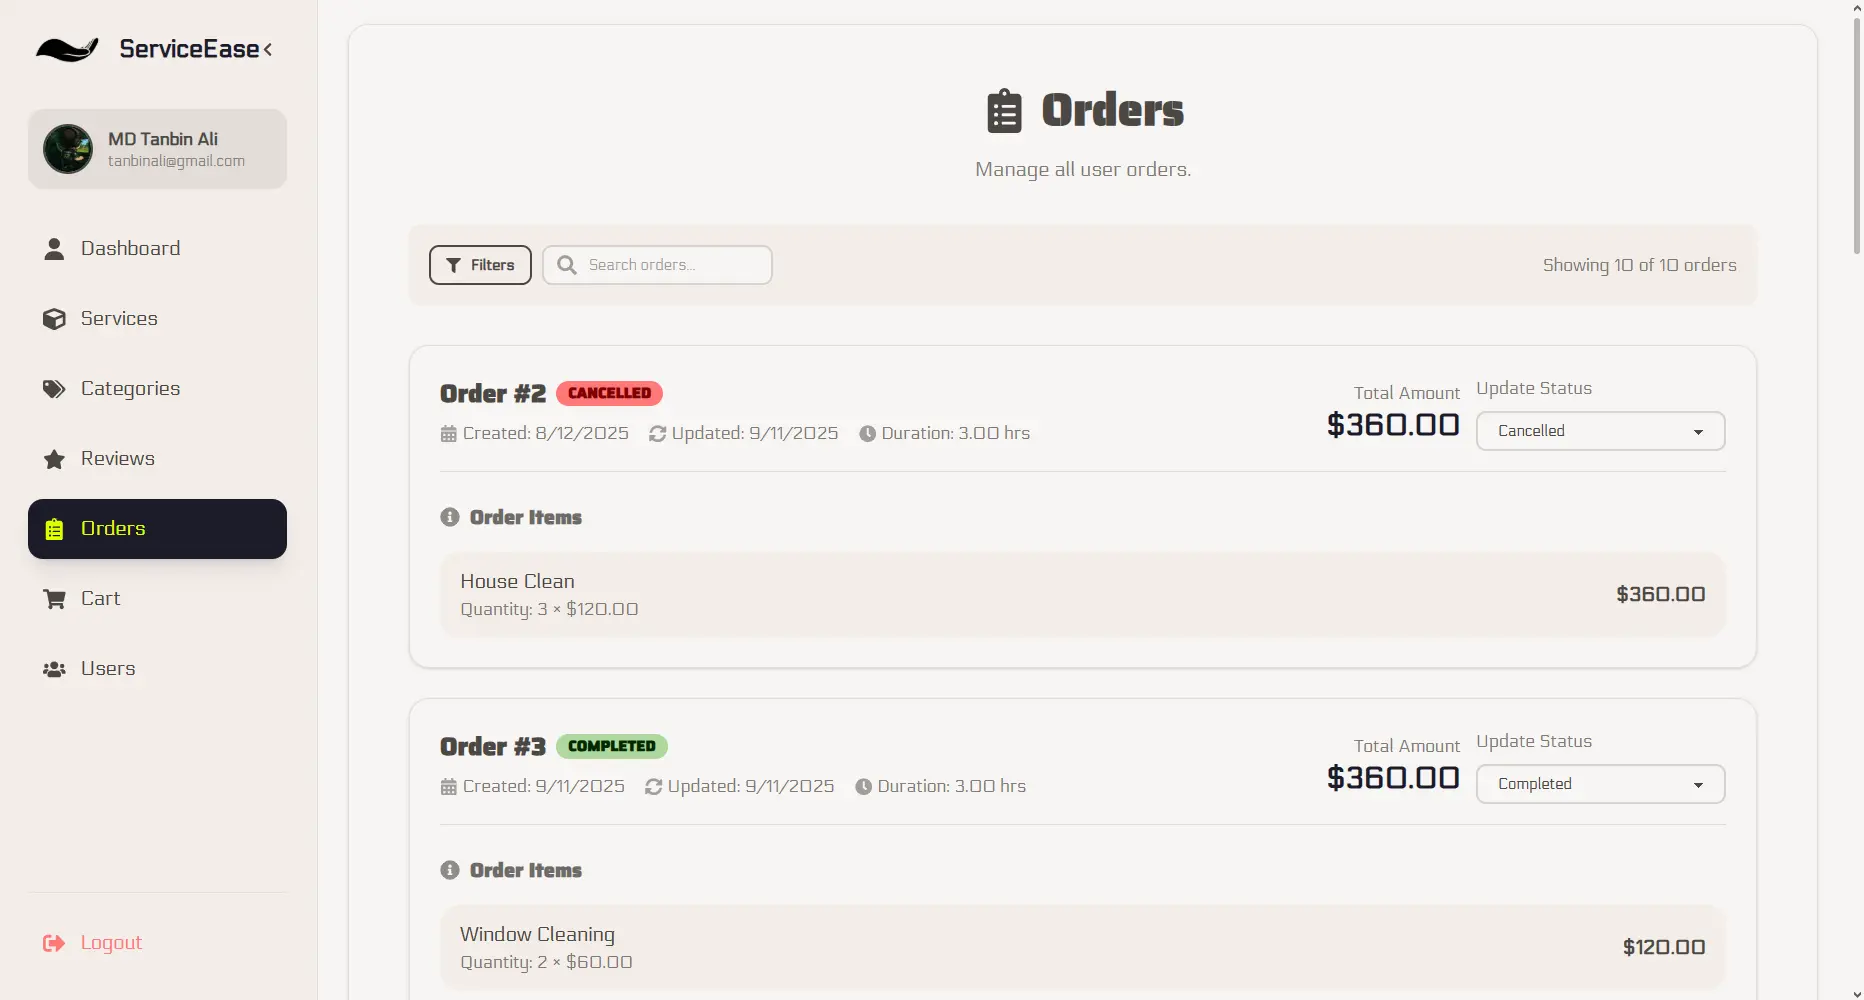 ServiceEase
MD Tanbin Ali
tanbinali@gmail.com
Dashboard
Services
Categories
Reviews
Orders
Cart
Users
Logout
Orders
Manage all user orders.
Filters
Search orders...
Showing 10 of 10 orders
Order #2 CANCELLED
Created: 8/12/2025 Updated: 9/11/2025 Duration: 3.00 hrs
Total Amount
$360.00
Update Status
Cancelled
Order Items
House Clean
Quantity: 3 × $120.00
$360.00
Order #3 COMPLETED
Created: 9/11/2025 Updated: 9/11/2025 Duration: 3.00 hrs
Total Amount
$360.00
Update Status
Completed
Order Items
Window Cleaning
Quantity: 2 × $60.00
$120.00